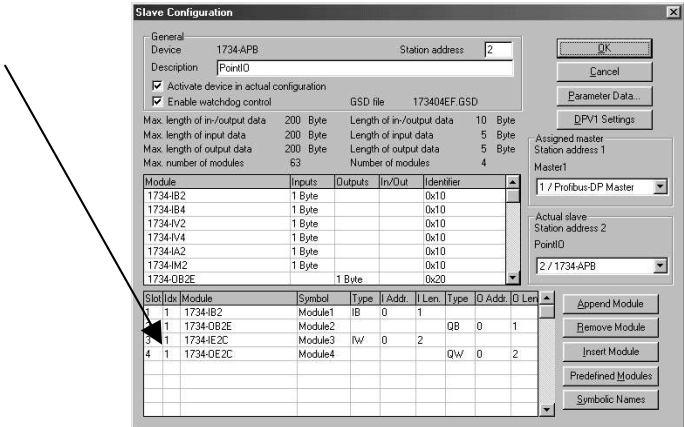 Slave Configuration
General
Device 1734-APB Station address 2
Description PointIO
Activate device in actual configuration
Enable watchdog control GSD file 173404EF.GSD
Max. length of in-/output data 200 Byte Length of in-/output data 10 Byte
Max. length of input data 200 Byte Length of input data 5 Byte
Max. length of output data 200 Byte Length of output data 5 Byte
Max. number of modules 63 Number of modules 4
OK
Cancel
Parameter Data...
DPV1 Settings
Assigned master
Station address 1
Master1
1 / Profibus-DP Master
Actual slave
Station address 2
PointIO
2 / 1734-APB
Module Inputs Outputs In/Out Identifier
1734-IB2 1 Byte 0x10
1734-IB4 1 Byte 0x10
1734-IV2 1 Byte 0x10
1734-IV4 1 Byte 0x10
1734-IA2 1 Byte 0x10
1734-IM2 1 Byte 0x10
1734-OB2E 1 Byte 0x20
Slot Idx Module Symbol Type I Addr. I Len. Type O Addr. O Len
1 1 1734-IB2 Module1 IB 0 1
1 1734-OB2E Module2 QB 0 1
3 1 1734-IE2C Module3 IW 0 2
4 1 1734-OE2C Module4 QW 0 2
Append Module
Remove Module
Insert Module
Predefined Modules
Symbolic Names